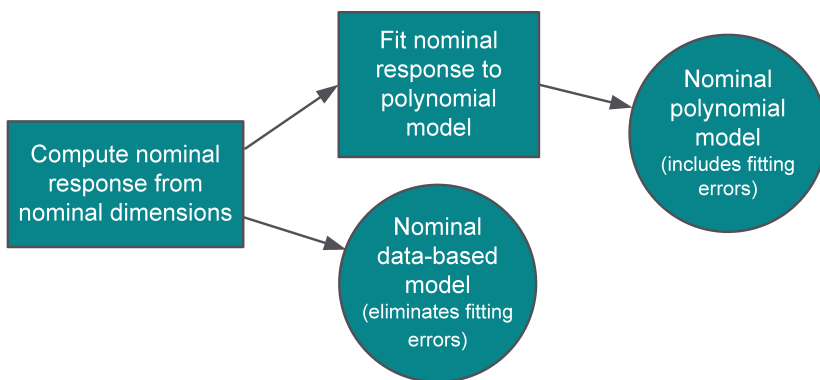 Compute nominal
response from
nominal dimensions
Fit nominal
response to
polynomial
model
Nominal
polynomial
model
(includes fitting
errors)
Nominal
data-based
model
(eliminates fitting
errors)